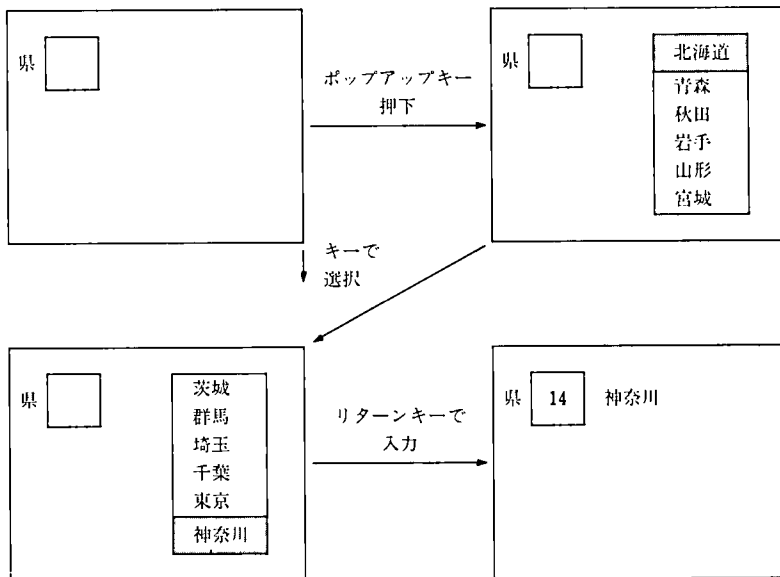 県
ポップアップキー
押下
県
北海道
青森
秋田
岩手
山形
宮城
↓キーで
選択
県
茨城
群馬
埼玉
千葉
東京
神奈川
リターンキーで
入力
県 14 神奈川